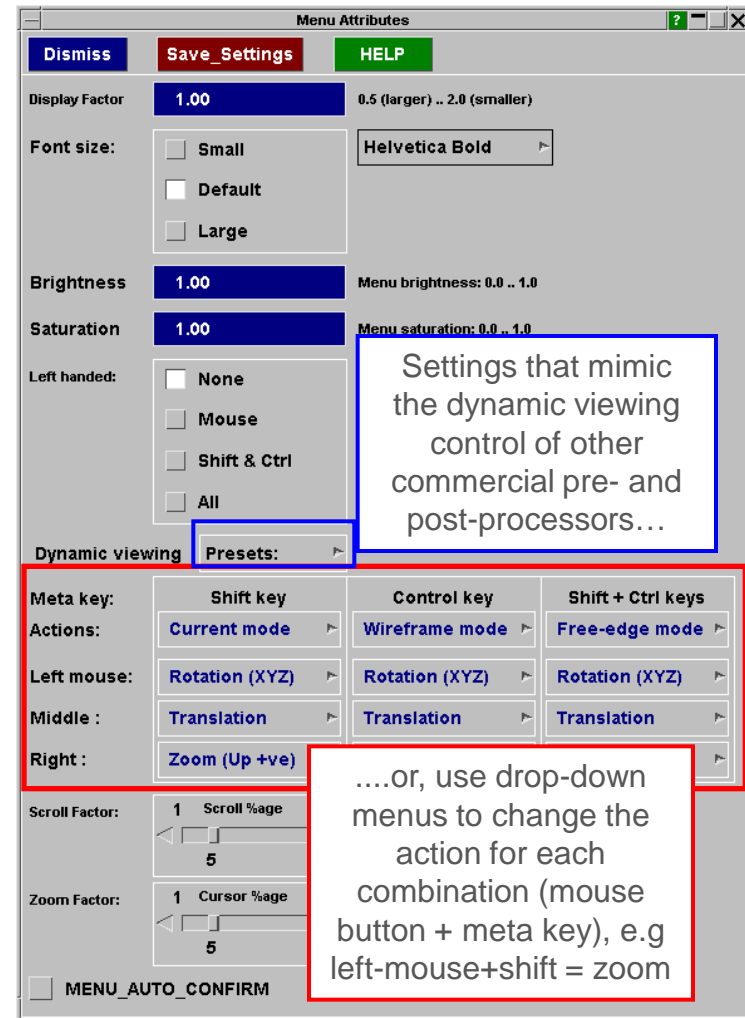 Menu Attributes
?
Dismiss Save_Settings HELP
Display Factor 1.00 0.5 (larger) .. 2.0 (smaller)
Font size: Small Helvetica Bold
Default
Large
Brightness 1.00 Menu brightness: 0.0 .. 1.0
Saturation 1.00 Menu saturation: 0.0 .. 1.0
Left handed: None
Mouse
Shift & Ctrl
All
Settings that mimic
the dynamic viewing
control of other
commercial pre- and
post-processors…
Dynamic viewing Presets:
Meta key: Shift key Control key Shift + Ctrl keys
Actions: Current mode Wireframe mode Free-edge mode
Left mouse: Rotation (XYZ) Rotation (XYZ) Rotation (XYZ)
Middle : Translation Translation Translation
Right : Zoom (Up +ve)
....or, use drop-down
menus to change the
action for each
combination (mouse
button + meta key), e.g
left-mouse+shift = zoom
Scroll Factor: 1 Scroll %age
5
Zoom Factor: 1 Cursor %age
5
MENU_AUTO_CONFIRM